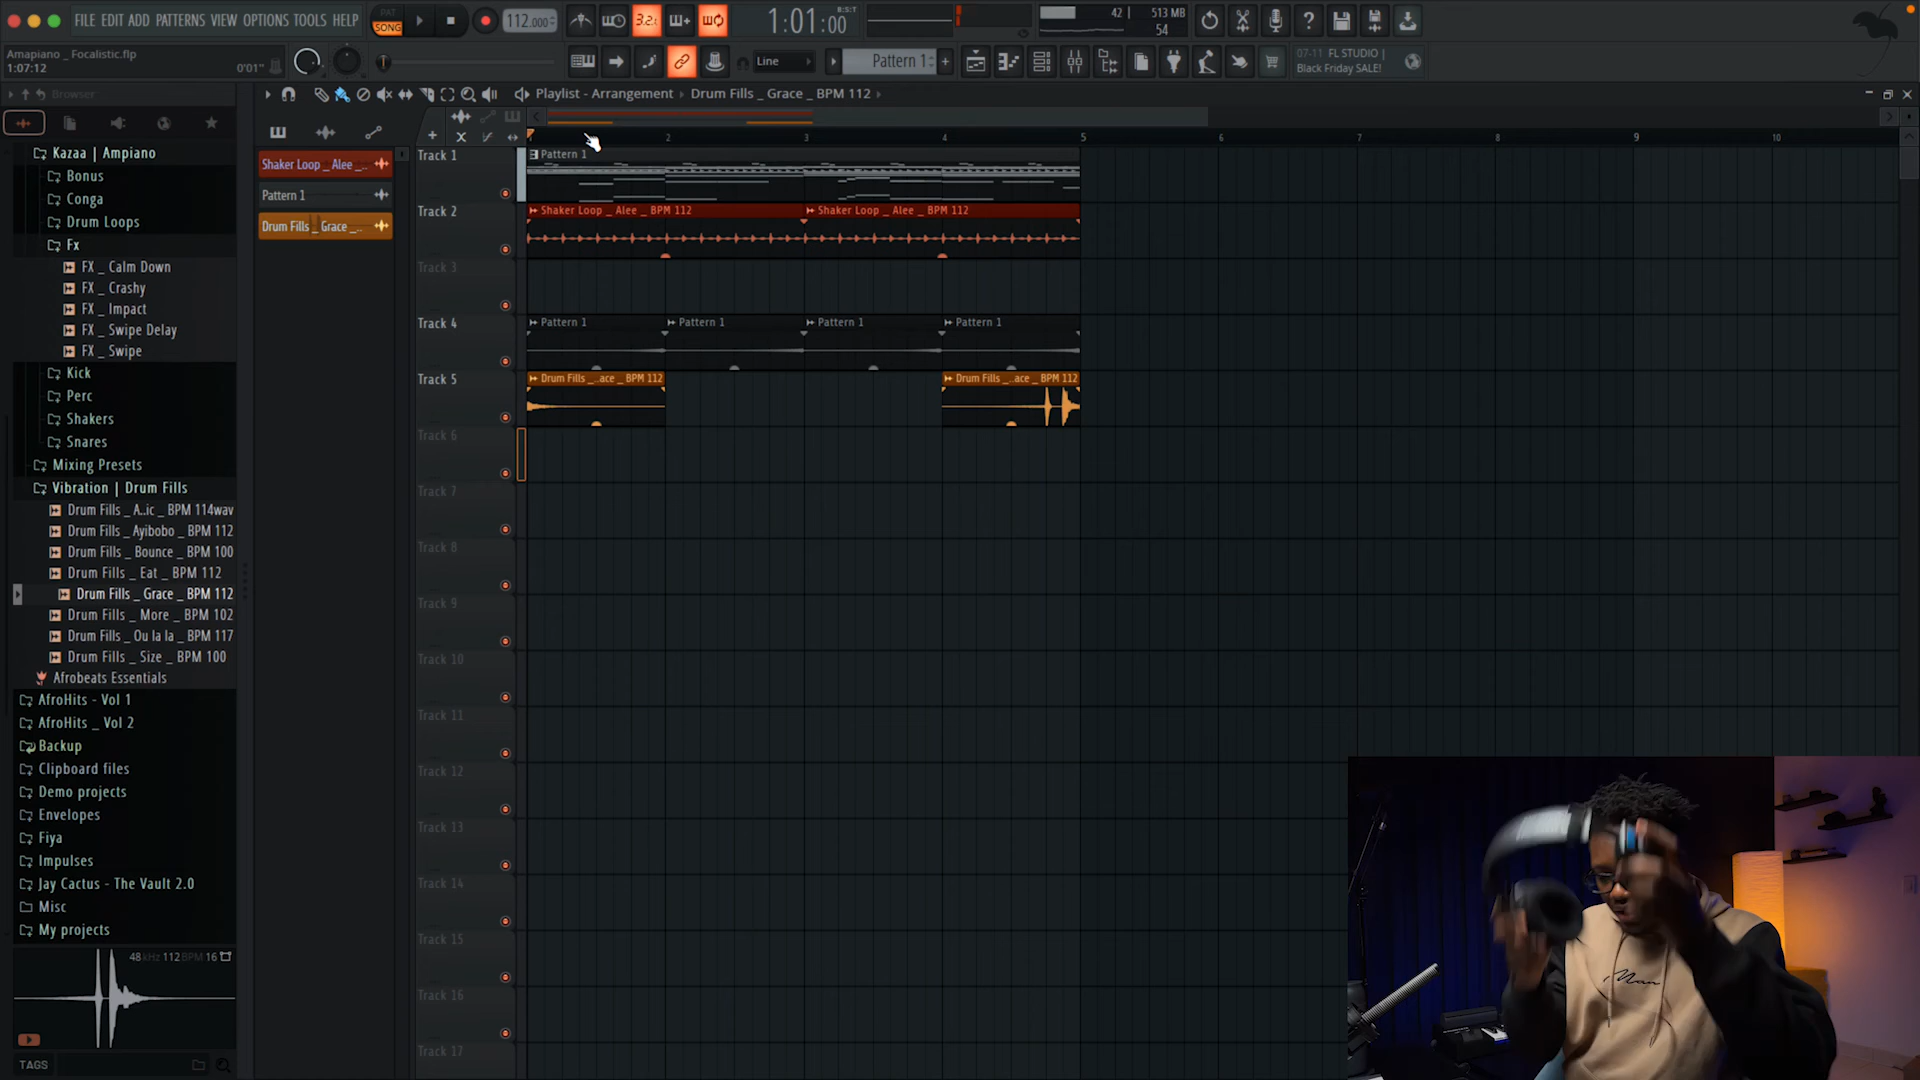 FILE EDIT ADD PATTERNS VIEW OPTIONS TOOLS HELP
PAT
SONG
112.000
3.2
1:01:00
B:S:T
42
513 MB
54
Amapiano _ Focalistic.flp
1:07:12
0'01"
Line
Pattern 1
07-11 FL STUDIO |
Black Friday SALE!
Browser
Playlist - Arrangement
Drum Fills _ Grace _ BPM 112
2 3 4 5 6 7 8 9 10
Kazaa | Ampiano
Bonus
Conga
Drum Loops
Fx
FX _ Calm Down
FX _ Crashy
FX _ Impact
FX _ Swipe Delay
FX _ Swipe
Kick
Perc
Shakers
Snares
Mixing Presets
Vibration | Drum Fills
Drum Fills _ A..ic _ BPM 114wav
Drum Fills _ Ayibobo _ BPM 112
Drum Fills _ Bounce _ BPM 100
Drum Fills _ Eat _ BPM 112
Drum Fills _ Grace _ BPM 112
Drum Fills _ More _ BPM 102
Drum Fills _ Ou la la _ BPM 117
Drum Fills _ Size _ BPM 100
Afrobeats Essentials
AfroHits - Vol 1
AfroHits _ Vol 2
Backup
Clipboard files
Demo projects
Envelopes
Fiya
Impulses
Jay Cactus - The Vault 2.0
Misc
My projects
48 kHz 112 BPM 16
TAGS
Shaker Loop _ Alee _..
Pattern 1
Drum Fills _ Grace _..
Track 1
Pattern 1
Track 2
Shaker Loop _ Alee _ BPM 112
Shaker Loop _ Alee _ BPM 112
Track 3
Track 4
Pattern 1
Pattern 1
Pattern 1
Pattern 1
Track 5
Drum Fills _..ace _ BPM 112
Drum Fills _..ace _ BPM 112
Track 6
Track 7
Track 8
Track 9
Track 10
Track 11
Track 12
Track 13
Track 14
Track 15
Track 16
Track 17